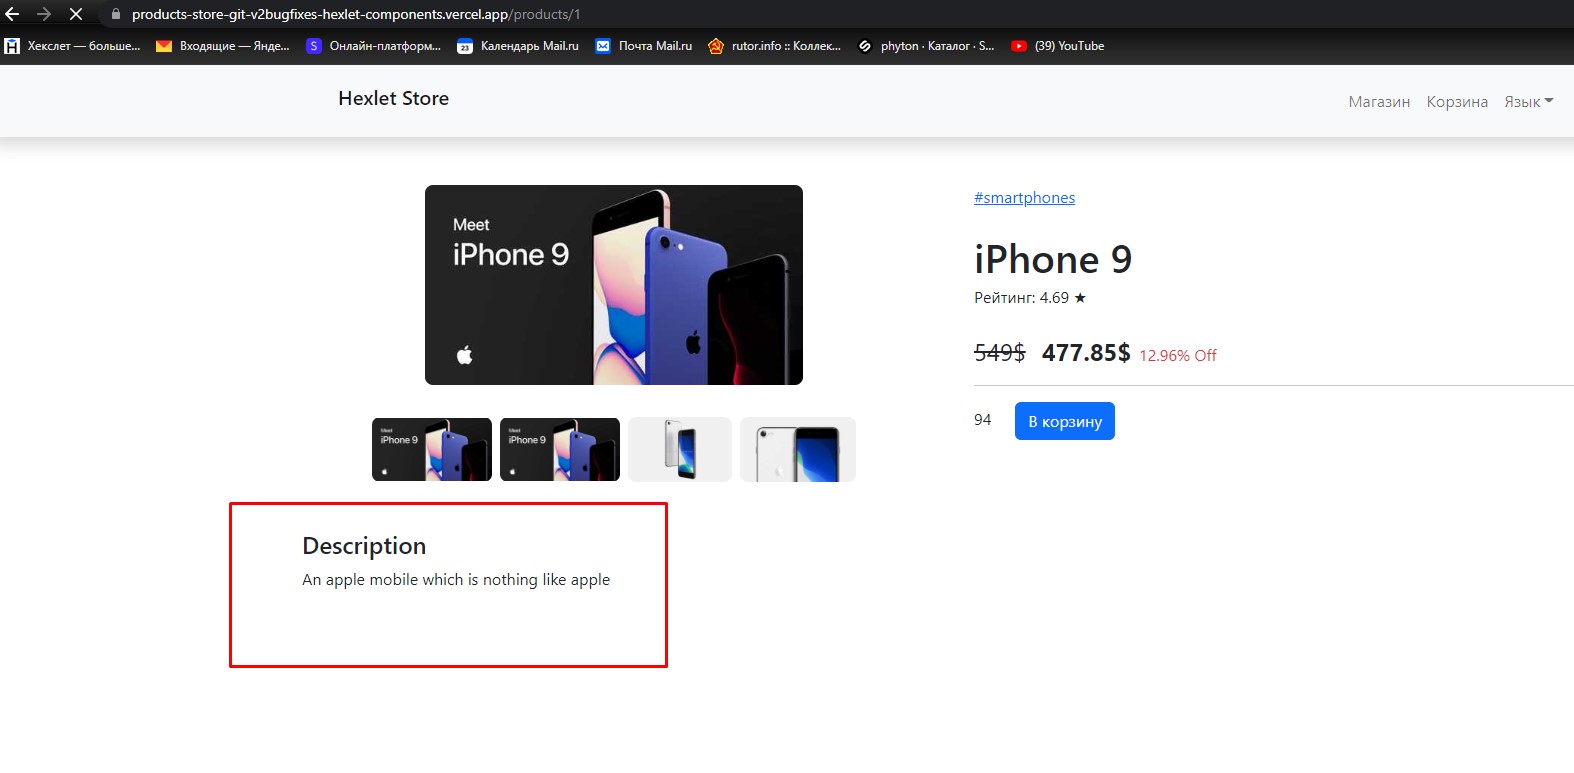 products-store-git-v2bugfixes-hexlet-components.vercel.app/products/1
Хекслет — больше...
Входящие — Янде...
Онлайн-платформ...
Календарь Mail.ru
Почта Mail.ru
rutor.info :: Коллек...
phyton · Каталог · S...
(39) YouTube
Hexlet Store
Магазин
Корзина
Язык
Meet
iPhone 9
#smartphones
iPhone 9
Рейтинг: 4.69 ★
549$ 477.85$ 12.96% Off
94
В корзину
Meet
iPhone 9
Meet
iPhone 9
Description
An apple mobile which is nothing like apple